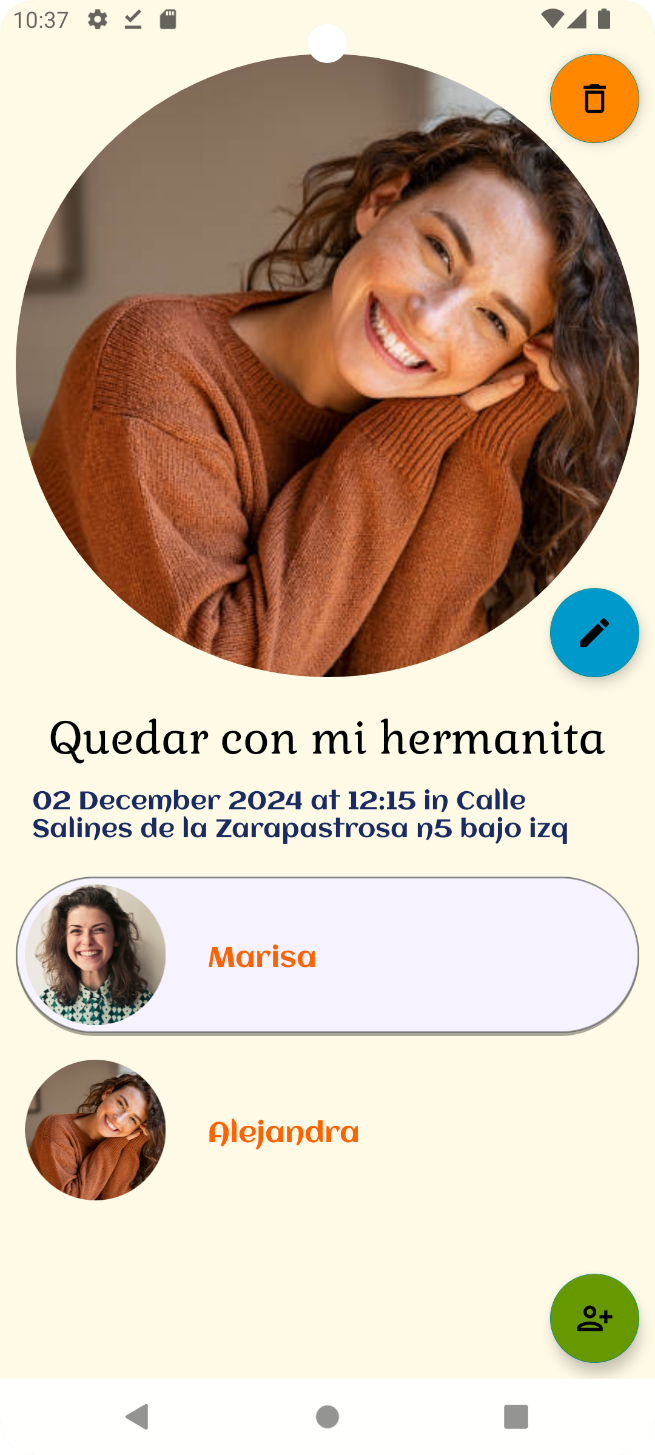 10:37
Quedar con mi hermanita
02 December 2024 at 12:15 in Calle
Salines de la Zarapastrosa n5 bajo izq
Marisa
Alejandra